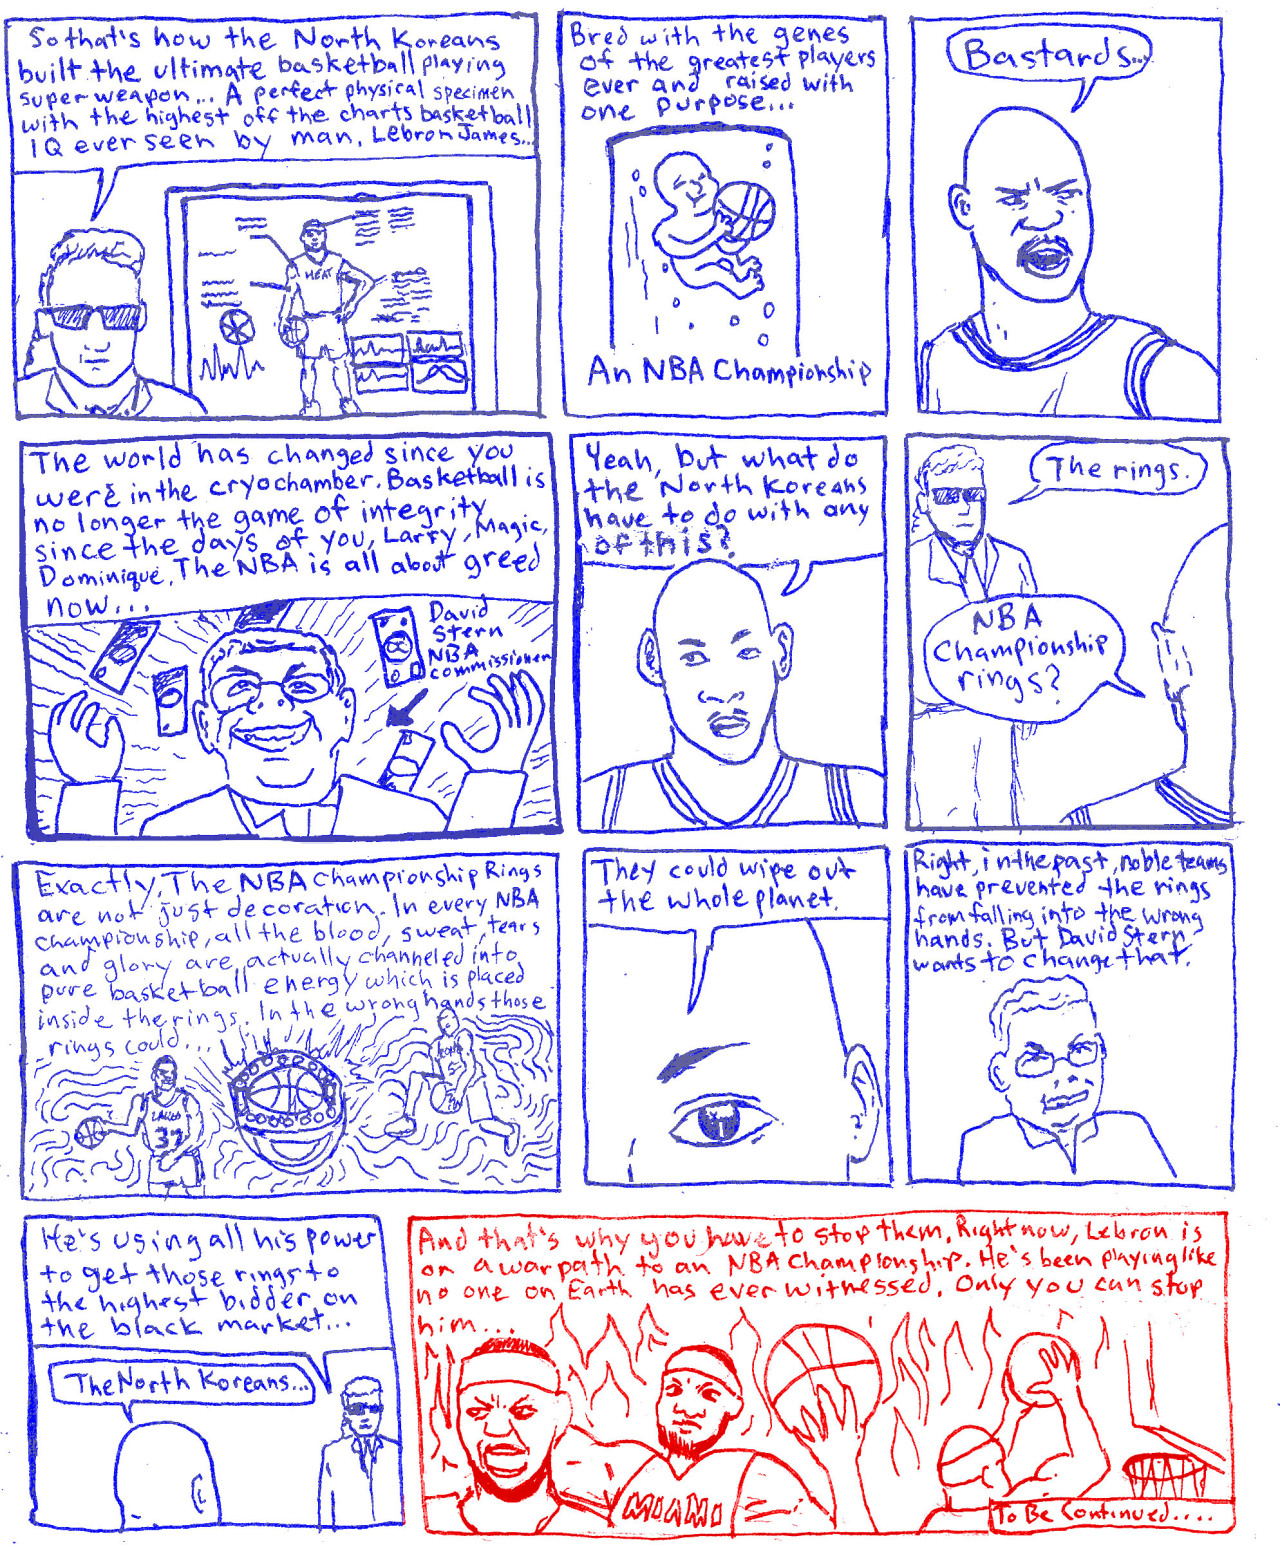 So that's how the North Koreans
built the ultimate basketball playing
super weapon... A perfect physical specimen
with the highest off the charts basketball
IQ ever seen by man, Lebron James...
HEAT
Bred with the genes
of the greatest players
ever and raised with
one purpose...
An NBA Championship
Bastards...
The world has changed since you
were in the cryochamber. Basketball is
no longer the game of integrity
since the days of you, Larry, Magic,
Dominique. The NBA is all about greed
now...
David
Stern
NBA
commissioner
Yeah, but what do
the North Koreans
have to do with any
of this?
The rings.
NBA
Championship
rings?
Exactly, The NBA Championship Rings
are not just decoration. In every NBA
championship, all the blood, sweat, tears
and glory are actually channeled into
pure basketball energy which is placed
inside the rings. In the wrong hands those
rings could...
32
They could wipe out
the whole planet.
Right, in the past, noble teams
have prevented the rings
from falling into the wrong
hands. But David Stern
wants to change that.
He's using all his power
to get those rings to
the highest bidder on
the black market...
The North Koreans...
And that's why you have to stop them. Right now, Lebron is
on a warpath to an NBA Championship. He's been playing like
no one on Earth has ever witnessed. Only you can stop
him...
MIAMI
To Be Continued....